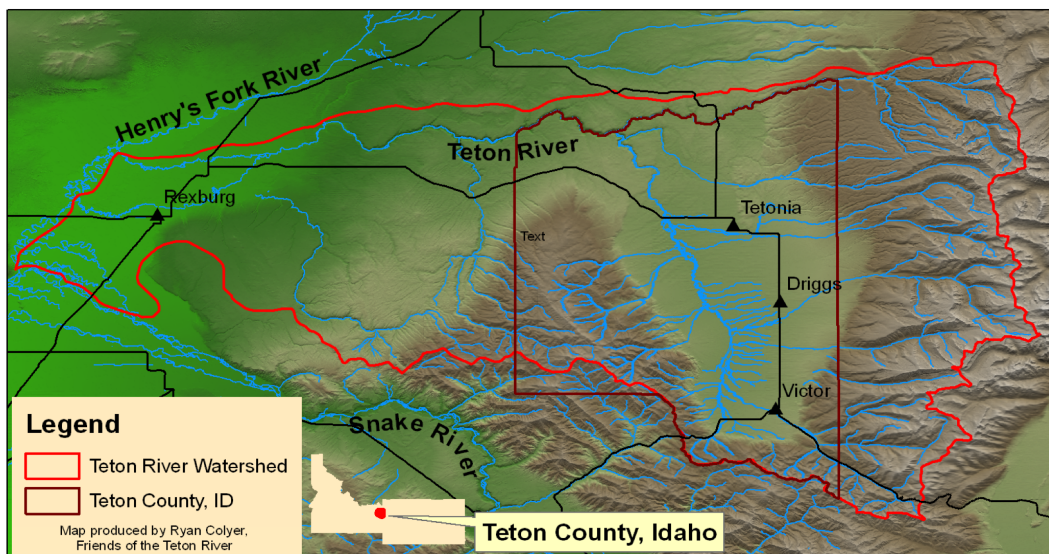 Henry's Fork River
Teton River
Rexburg
Tetonia
Text
Driggs
Victor
Snake River
Legend
Teton River Watershed
Teton County, ID
Map produced by Ryan Colyer,
Friends of the Teton River
Teton County, Idaho